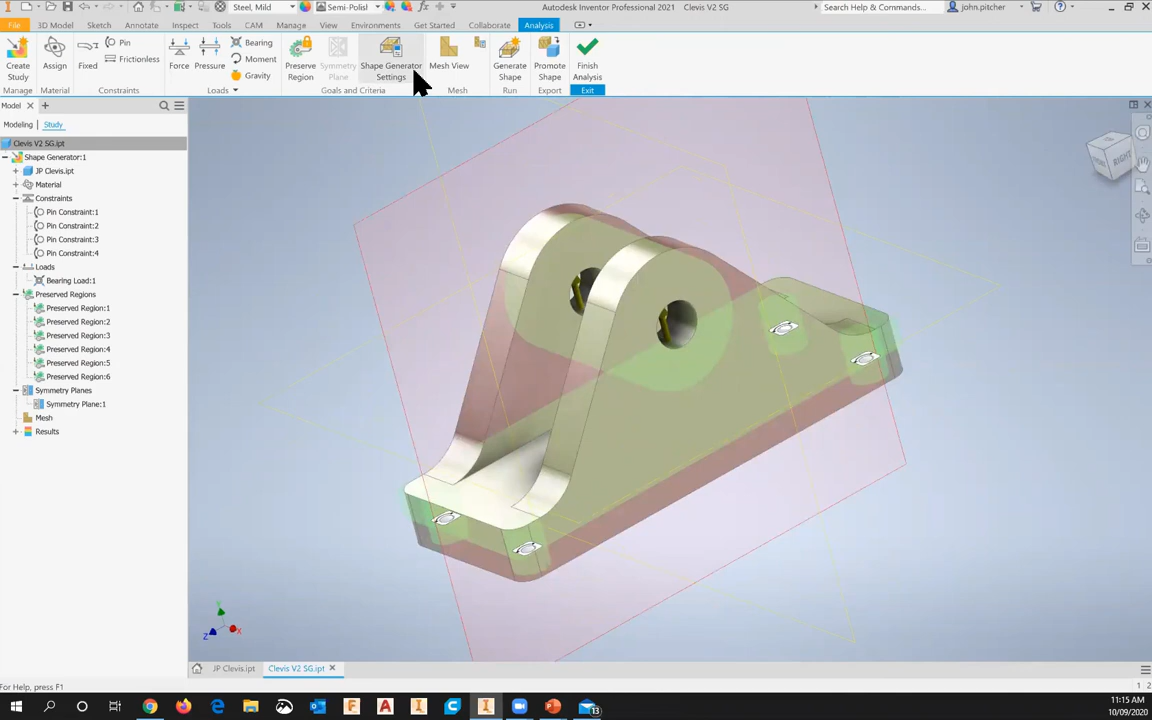 Steel, Mild
Semi-Polish
Autodesk Inventor Professional 2021 Clevis V2 SG
Search Help & Commands...
john.pitcher
File 3D Model Sketch Annotate Inspect Tools CAM Manage View Environments Get Started Collaborate Analysis
Create Study
Assign
Fixed
Pin
Frictionless
Force
Pressure
Bearing
Moment
Gravity
Preserve Region
Symmetry Plane
Shape Generator Settings
Mesh View
Generate Shape
Promote Shape
Finish Analysis
Manage Material Constraints Loads Goals and Criteria Mesh Run Export Exit
Model
Modeling Study
Clevis V2 SG.ipt
Shape Generator:1
JP Clevis.ipt
Material
Constraints
Pin Constraint:1
Pin Constraint:2
Pin Constraint:3
Pin Constraint:4
Loads
Bearing Load:1
Preserved Regions
Preserved Region:1
Preserved Region:2
Preserved Region:3
Preserved Region:4
Preserved Region:5
Preserved Region:6
Symmetry Planes
Symmetry Plane:1
Mesh
Results
RIGHT
Y
Z
X
JP Clevis.ipt Clevis V2 SG.ipt
For Help, press F1
1 2
13
11:15 AM
10/09/2020